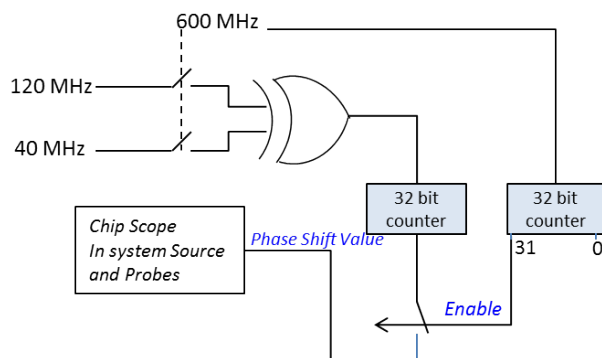 600 MHz
120 MHz
40 MHz
32 bit
counter
32 bit
counter
Chip Scope
In system Source
and Probes
Phase Shift Value
31
0
Enable